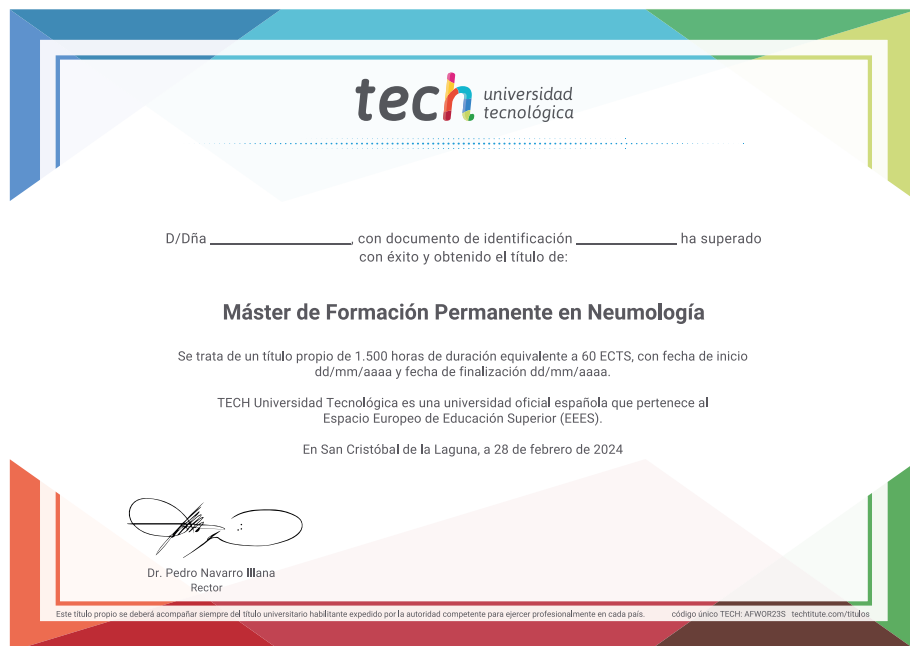 tech universidad
tecnológica
D/Dña ________________, con documento de identificación ____________ ha superado
con éxito y obtenido el título de:
Máster de Formación Permanente en Neumología
Se trata de un título propio de 1.500 horas de duración equivalente a 60 ECTS, con fecha de inicio
dd/mm/aaaa y fecha de finalización dd/mm/aaaa.
TECH Universidad Tecnológica es una universidad oficial española que pertenece al
Espacio Europeo de Educación Superior (EEES).
En San Cristóbal de la Laguna, a 28 de febrero de 2024
Dr. Pedro Navarro Illana
Rector
Este título propio se deberá acompañar siempre del título universitario habilitante expedido por la autoridad competente para ejercer profesionalmente en cada país. código único TECH: AFWOR23S techtitute.com/titulos